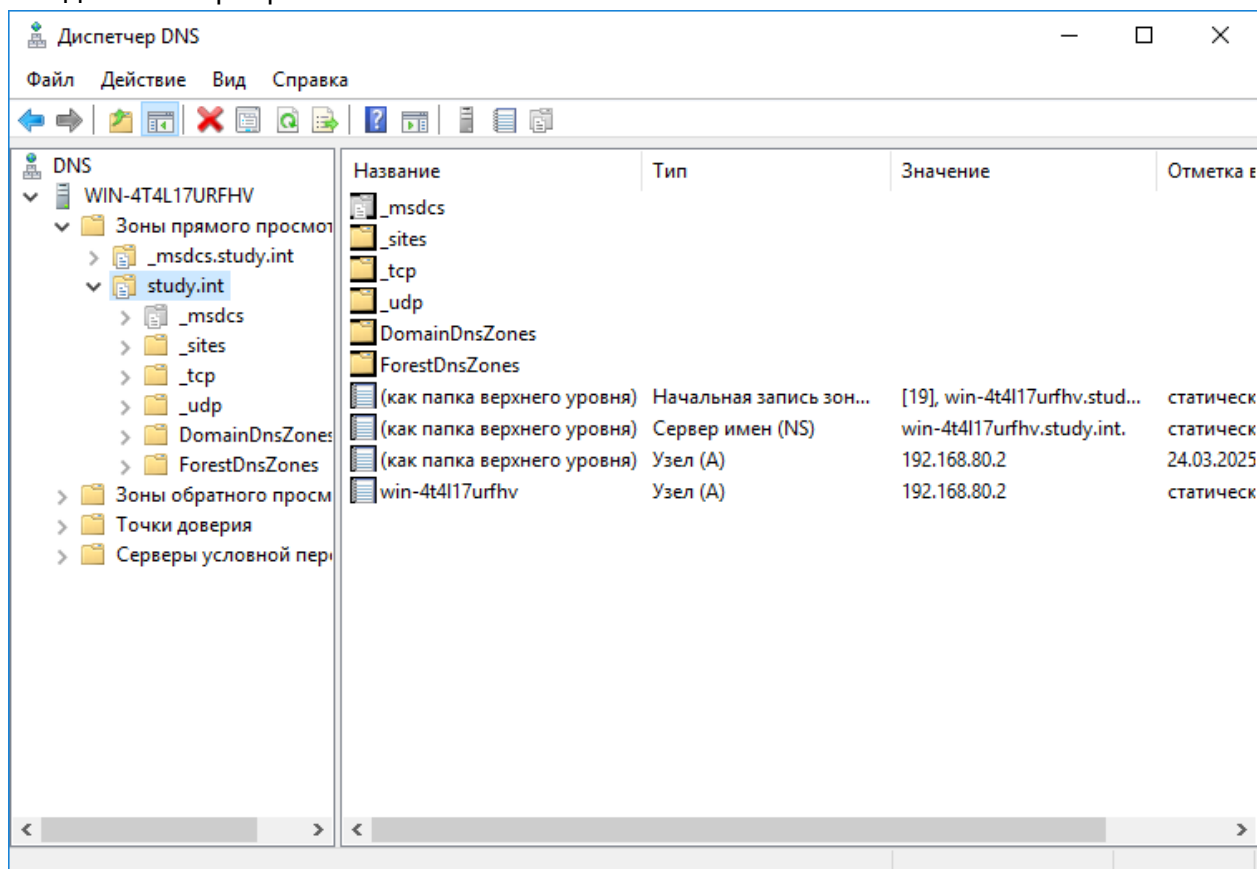 Диспетчер DNS
Файл Действие Вид Справка
DNS
WIN-4T4L17URFHV
Зоны прямого просмот
_msdcs.study.int
study.int
_msdcs
_sites
_tcp
_udp
DomainDnsZones
ForestDnsZones
Зоны обратного просм
Точки доверия
Серверы условной пер
Название Тип Значение Отметка в
_msdcs
_sites
_tcp
_udp
DomainDnsZones
ForestDnsZones
(как папка верхнего уровня) Начальная запись зон... [19], win-4t4l17urfhv.stud... статическ
(как папка верхнего уровня) Сервер имен (NS) win-4t4l17urfhv.study.int. статическ
(как папка верхнего уровня) Узел (A) 192.168.80.2 24.03.2025
win-4t4l17urfhv Узел (A) 192.168.80.2 статическ